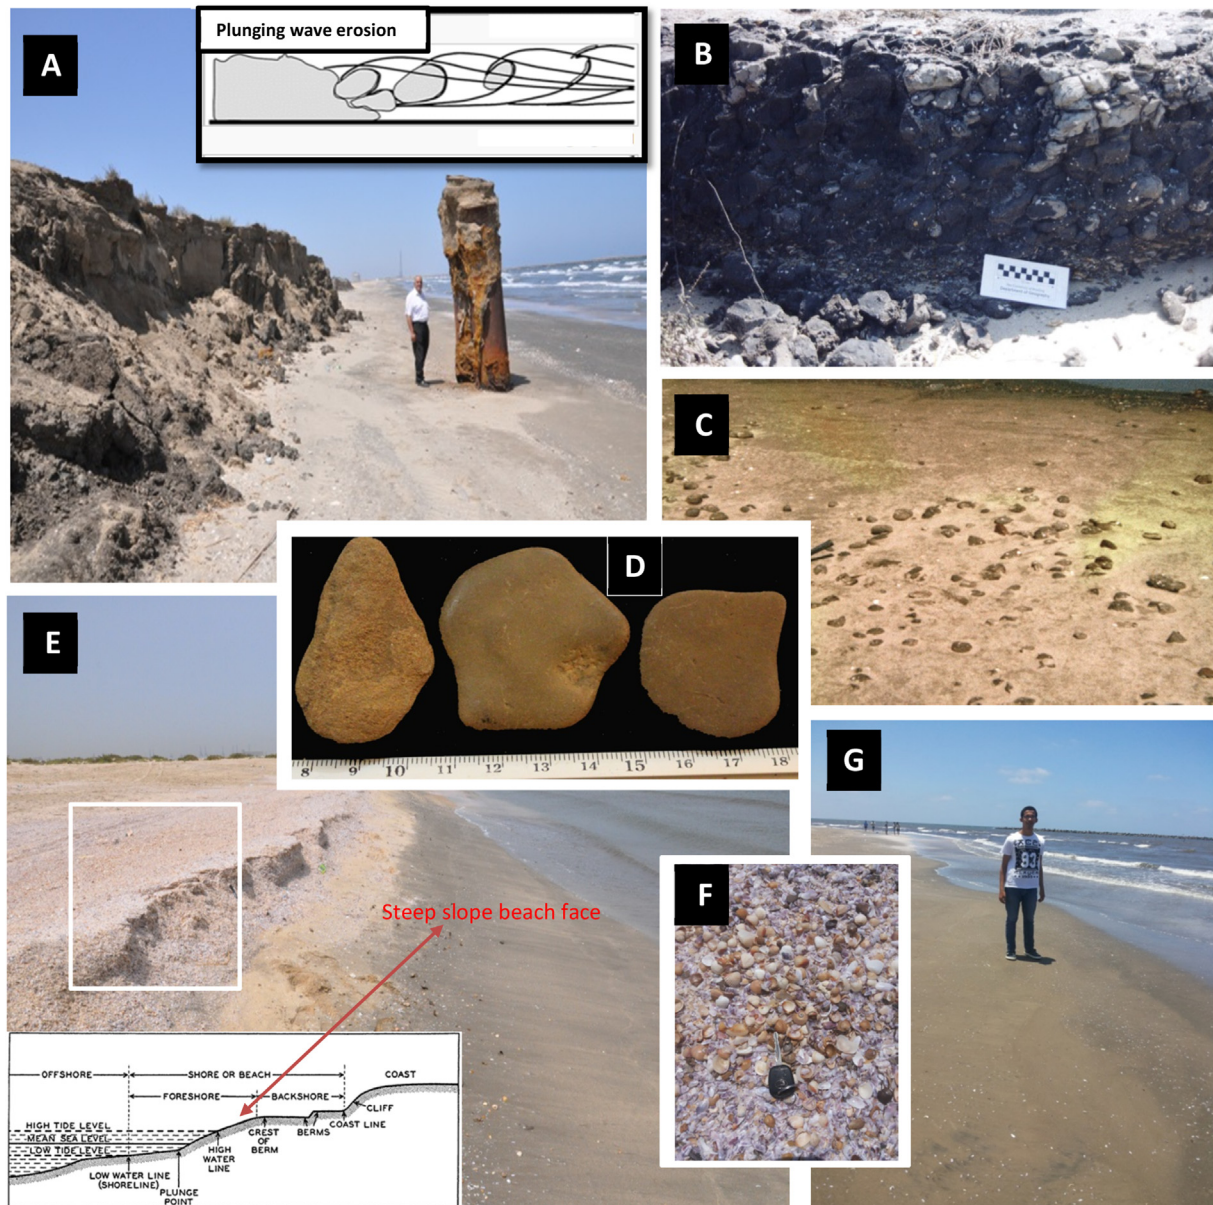 Plunging wave erosion
A
B
C
D
8 9 10 11 12 13 14 15 16 17 18
E
Steep slope beach face
OFFSHORE
SHORE OR BEACH
COAST
FORESHORE
BACKSHORE
CLIFF
HIGH TIDE LEVEL
MEAN SEA LEVEL
LOW TIDE LEVEL
HIGH
WATER
LINE
CREST
OF
BERM
BERMS
COAST LINE
LOW WATER LINE
(SHORELINE)
PLUNGE
POINT
F
G
93